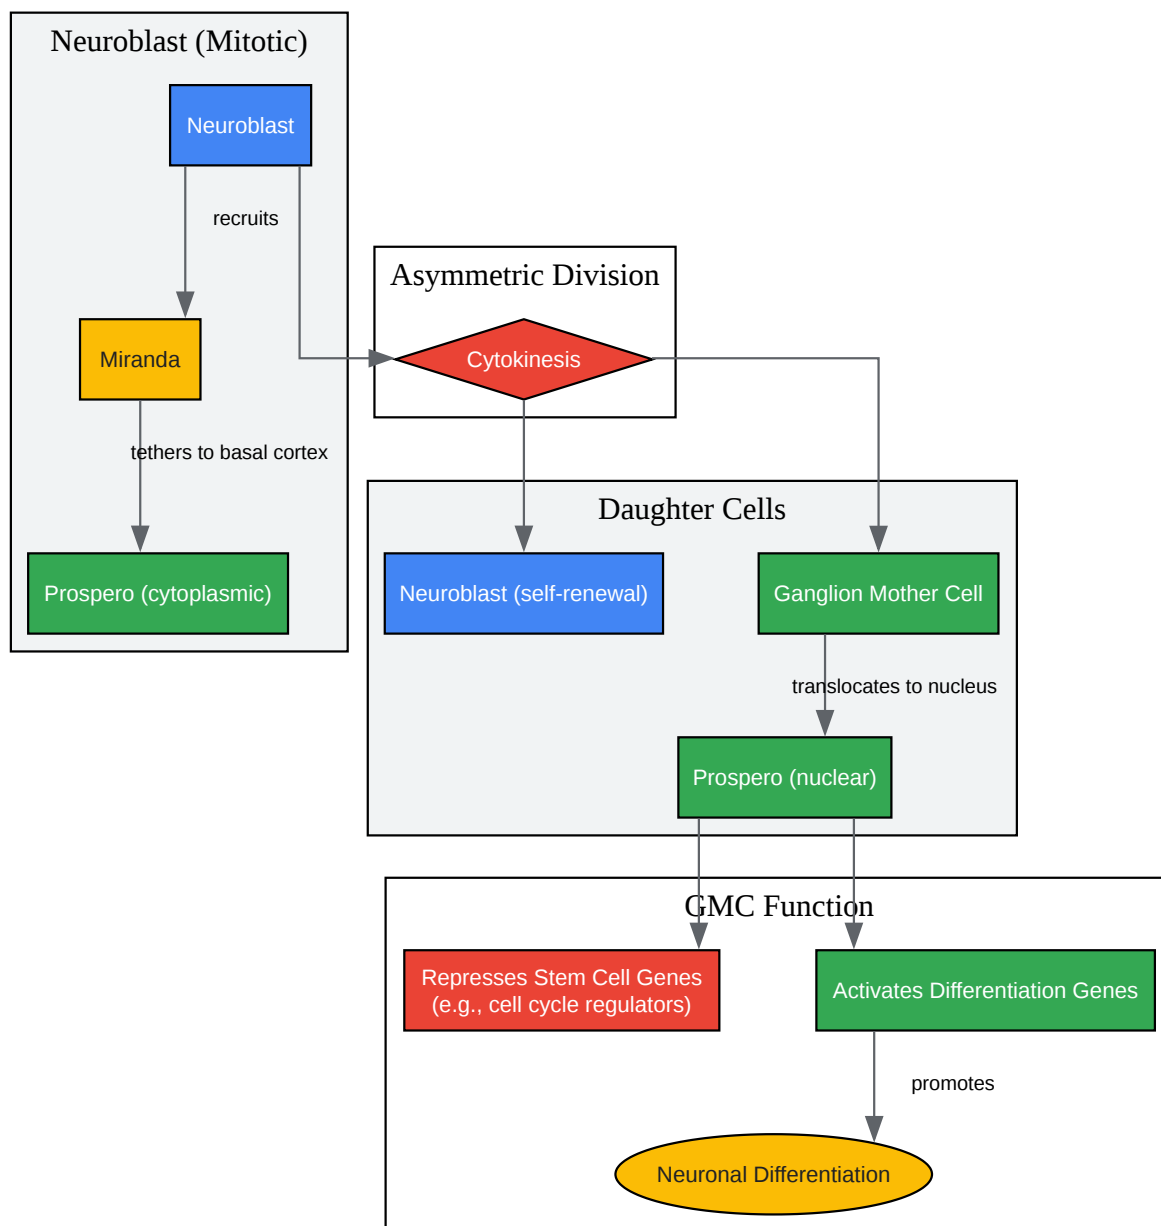 Neuroblast (Mitotic)
Neuroblast
recruits
Asymmetric Division
Miranda
Cytokinesis
tethers to basal cortex
Daughter Cells
Prospero (cytoplasmic)
Neuroblast (self-renewal)
Ganglion Mother Cell
translocates to nucleus
Prospero (nuclear)
GMC Function
Represses Stem Cell Genes
(e.g., cell cycle regulators)
Activates Differentiation Genes
promotes
Neuronal Differentiation